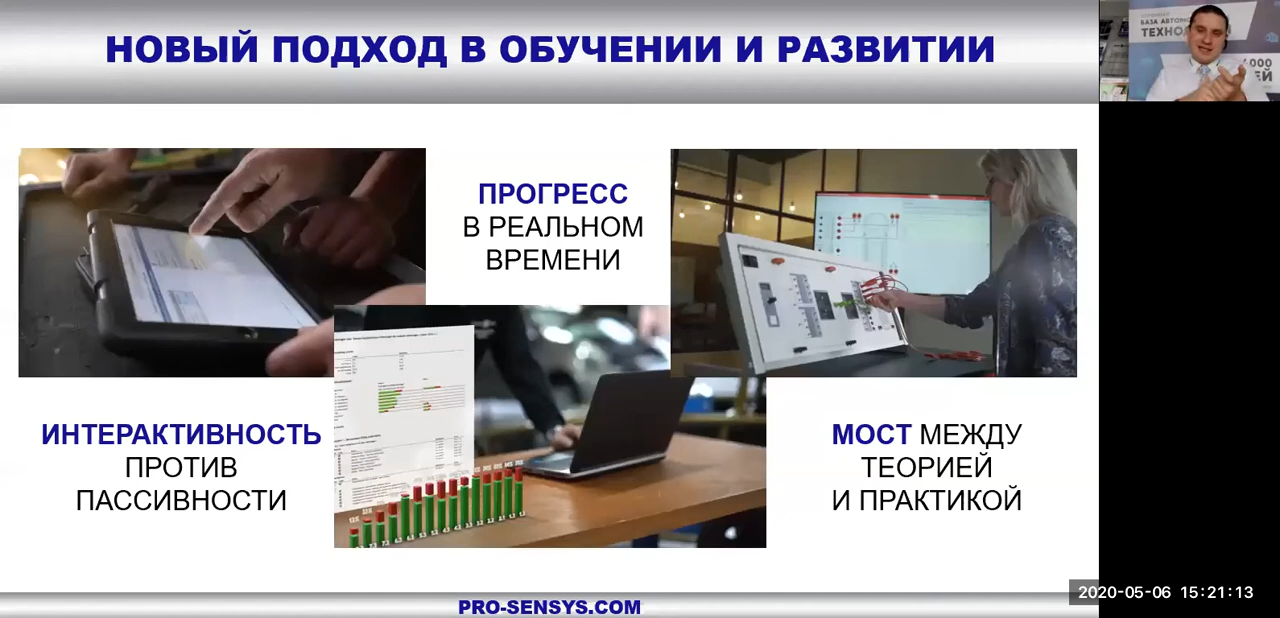 НОВЫЙ ПОДХОД В ОБУЧЕНИИ И РАЗВИТИИ
ПРОГРЕСС
В РЕАЛЬНОМ
ВРЕМЕНИ
ИНТЕРАКТИВНОСТЬ
ПРОТИВ
ПАССИВНОСТИ
МОСТ МЕЖДУ
ТЕОРИЕЙ
И ПРАКТИКОЙ
PRO-SENSYS.COM
2020-05-06 15:21:13